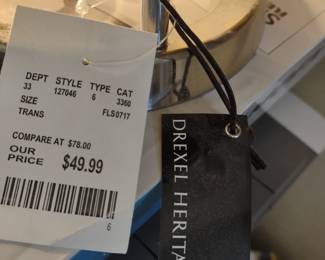 DEPT STYLE TYPE CAT
33 127046 6 3360
SIZE
TRANS FLS0717
COMPARE AT $78.00
OUR
PRICE $49.99
6
DREXEL HERITA